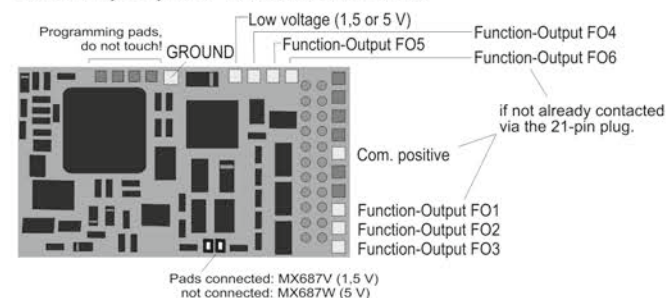 Low voltage (1,5 or 5 V)
Programming pads,
do not touch!
GROUND
Function-Output FO5
Function-Output FO4
Function-Output FO6
if not already contacted
via the 21-pin plug.
Com. positive
Function-Output FO1
Function-Output FO2
Function-Output FO3
Pads connected: MX687V (1,5 V)
not connected: MX687W (5 V)